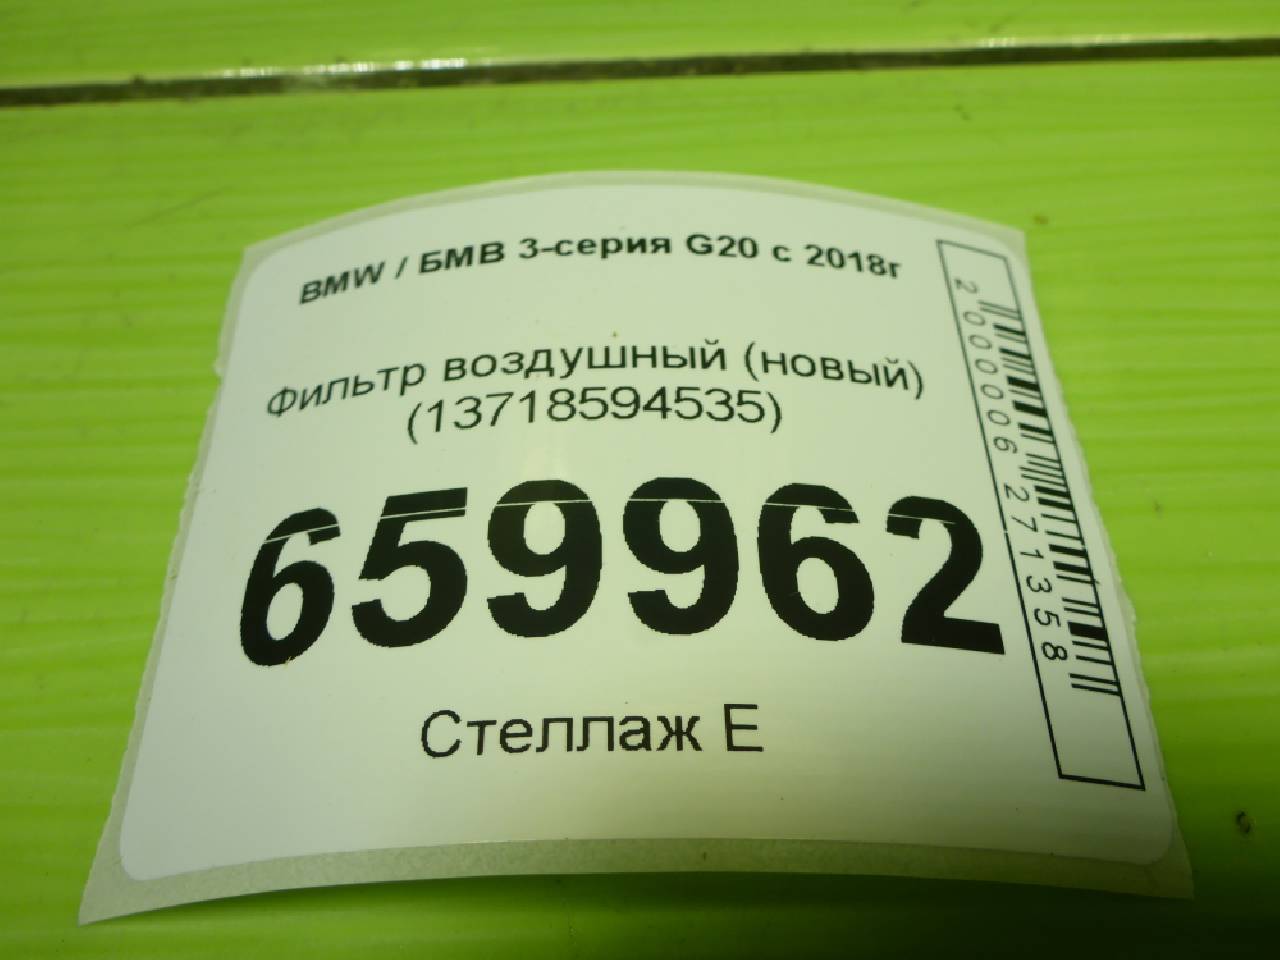 BMW / БМВ 3-серия G20 с 2018г
Фильтр воздушный (новый)
(13718594535)
659962
Стеллаж Е
2000006271358